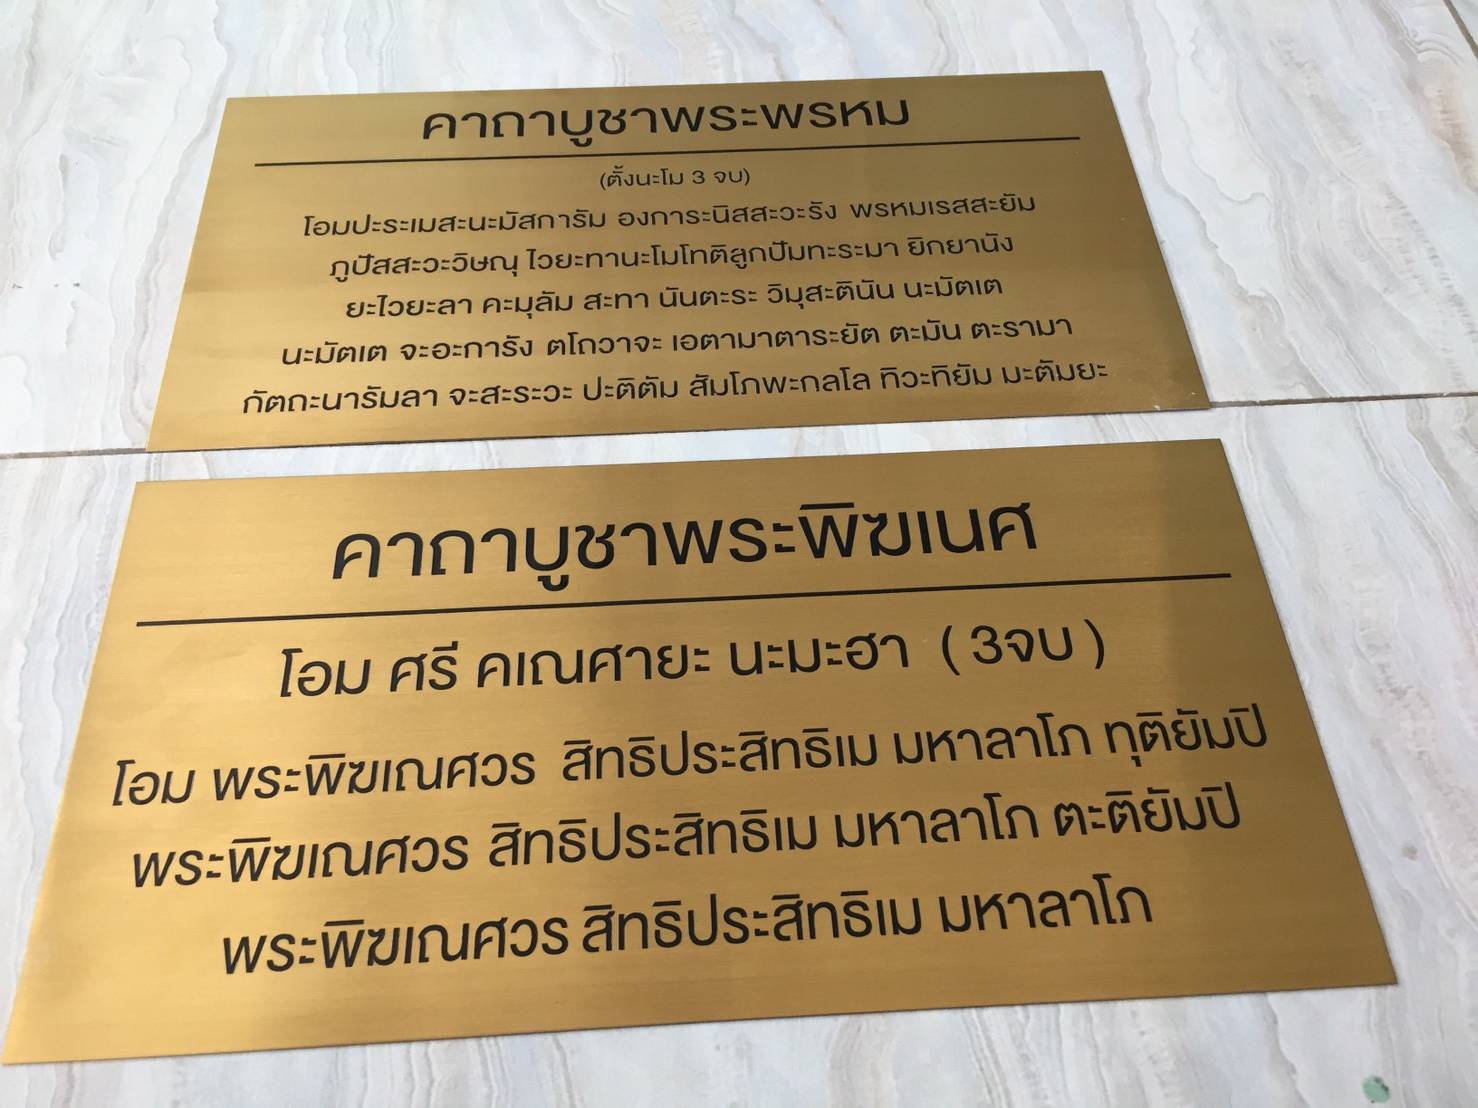 คาถาบูชาพระพรหม
(ตั้งนะโม 3 จบ)
โอมปะระเมสะนะมัสการัม องการะนิสสะวะรัง พรหมเรสสะยัม
ภูปัสสะวะวิษณุ ไวยะทานะโมโทติลูกปัมทะระมา ยิกยานัง
ยะไวยะลา คะมุลัม สะทา นันตะระ วิมุสะตินัน นะมัตเต
นะมัตเต จะอะการัง ตโถวาจะ เอตามาตาระยัต ตะมัน ตะรามา
กัตถะนารัมลา จะสะระวะ ปะติตัม สัมโภพะกลโล ทิวะทิยัม มะตัมยะ
คาถาบูชาพระพิฆเนศ
โอม ศรี คเณศายะ นะมะฮา ( 3จบ )
โอม พระพิฆเณศวร สิทธิประสิทธิเม มหาลาโภ ทุติยัมปิ
พระพิฆเณศวร สิทธิประสิทธิเม มหาลาโภ ตะติยัมปิ
พระพิฆเณศวร สิทธิประสิทธิเม มหาลาโภ